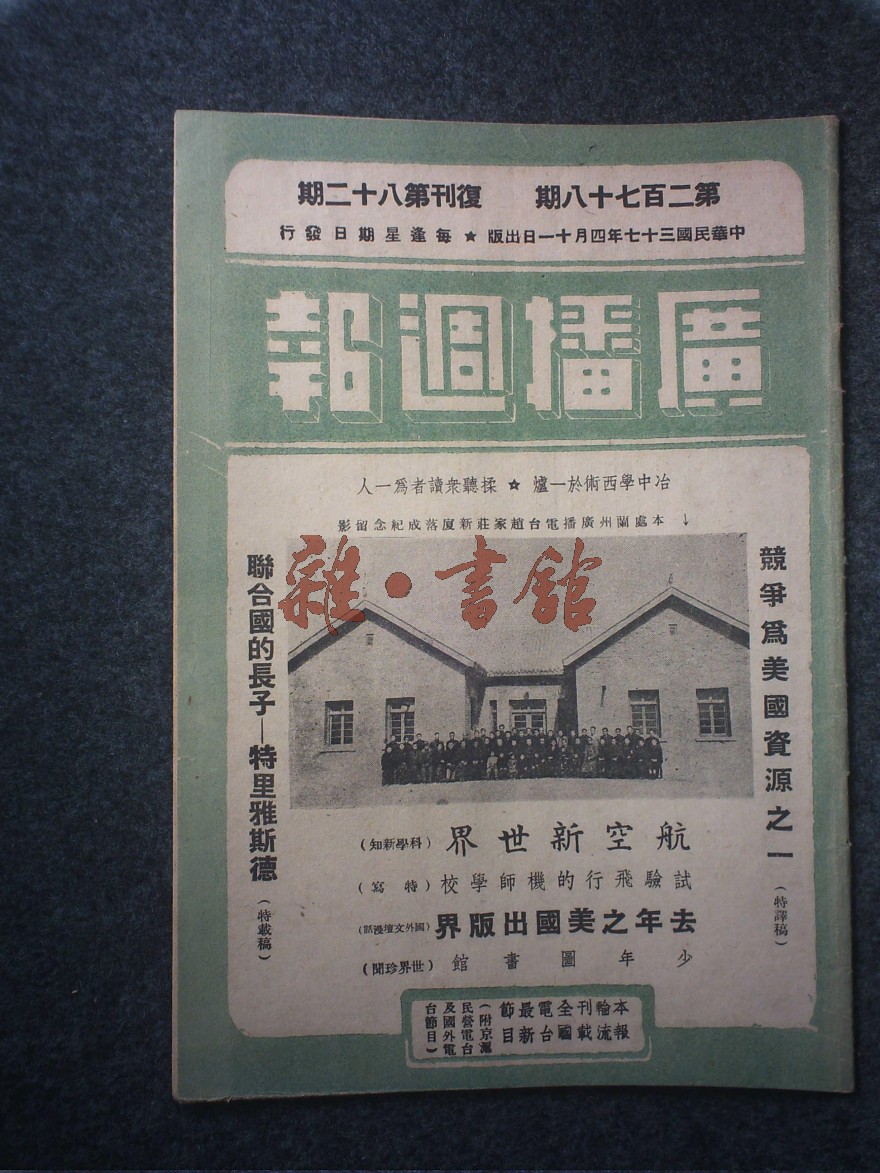 第二百七十八期　復刊第八十二期
中華民國三十七年四月十一日出版 ★ 每逢星期日發行
廣播週報
冶中學西術於一爐 ☆ 揉聽衆讀者爲一人
↓ 本處蘭州廣播電台趙家莊新廈落成紀念留影
雜·書館
競爭爲美國資源之一（特譯稿）
聯合國的長子—特里雅斯德（特載稿）
航空新世界（科學新知）
試驗飛行的機師學校（特寫）
去年之美國出版界（國外文壇漫話）
少年圖書館（世界珍聞）
本報輪流刊載全國電台最新節目
（附京滬民營電台及國外電台節目）